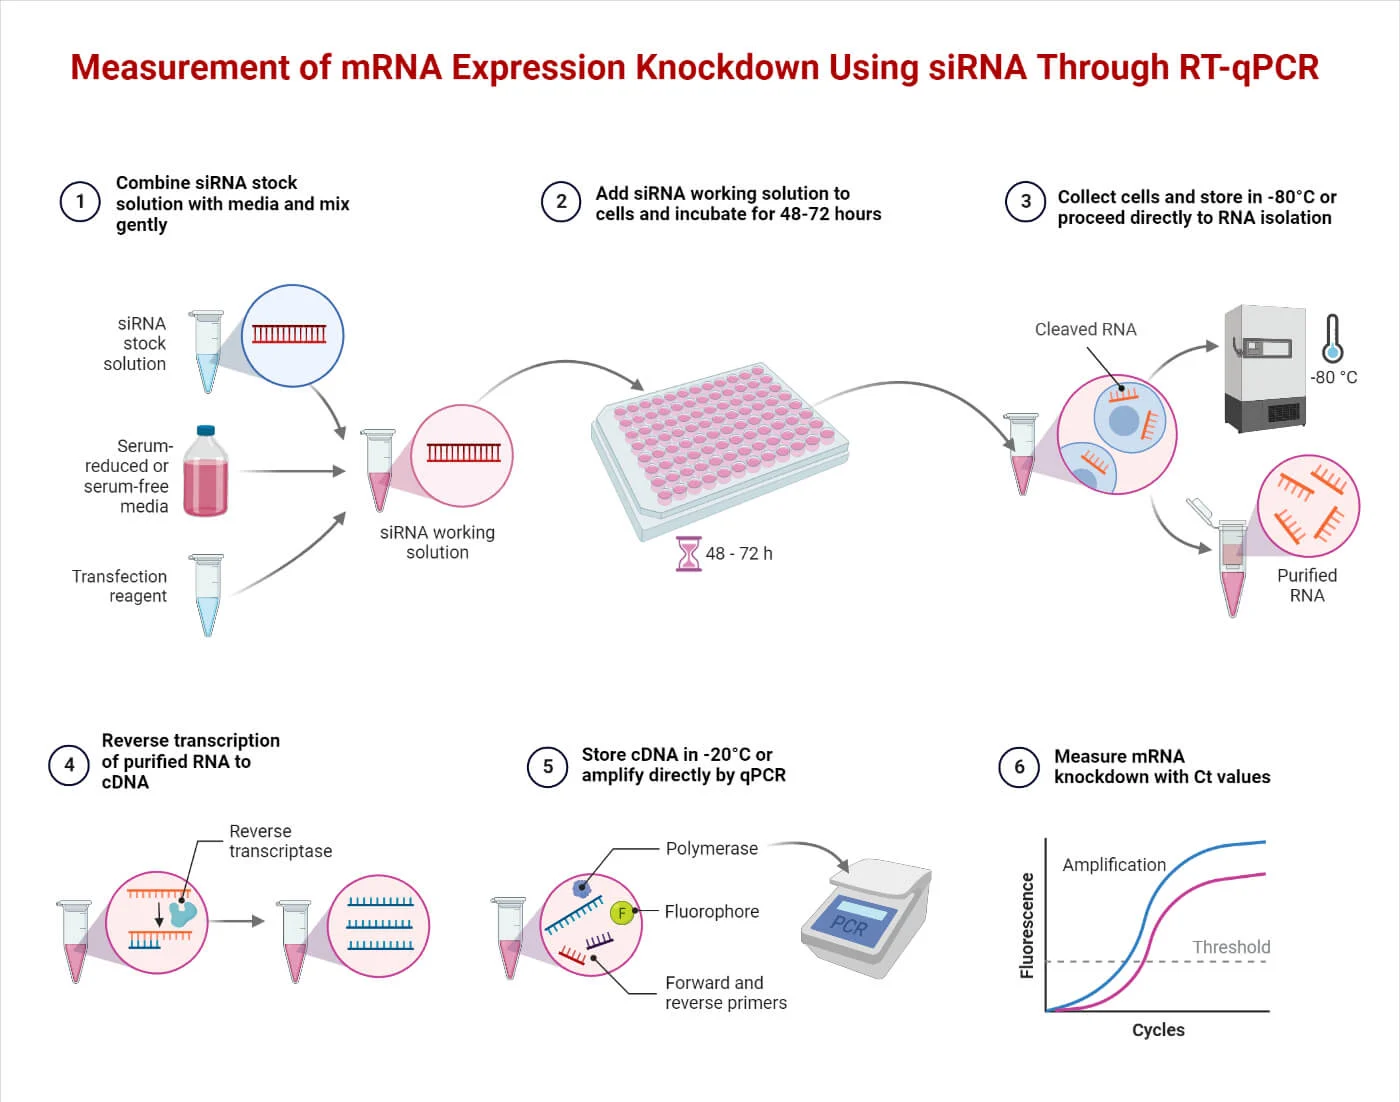 Measurement of mRNA Expression Knockdown Using siRNA Through RT-qPCR
1
Combine siRNA stock
solution with media and mix
gently
siRNA
stock
solution
Serum-
reduced or
serum-free
media
Transfection
reagent
siRNA working
solution
2
Add siRNA working solution to
cells and incubate for 48-72 hours
48 - 72 h
3
Collect cells and store in -80°C or
proceed directly to RNA isolation
Cleaved RNA
-80 °C
Purified
RNA
4
Reverse transcription
of purified RNA to
cDNA
Reverse
transcriptase
5
Store cDNA in -20°C or
amplify directly by qPCR
Polymerase
F
Fluorophore
Forward and
reverse primers
PCR
6
Measure mRNA
knockdown with Ct values
Amplification
Threshold
Fluorescence
Cycles